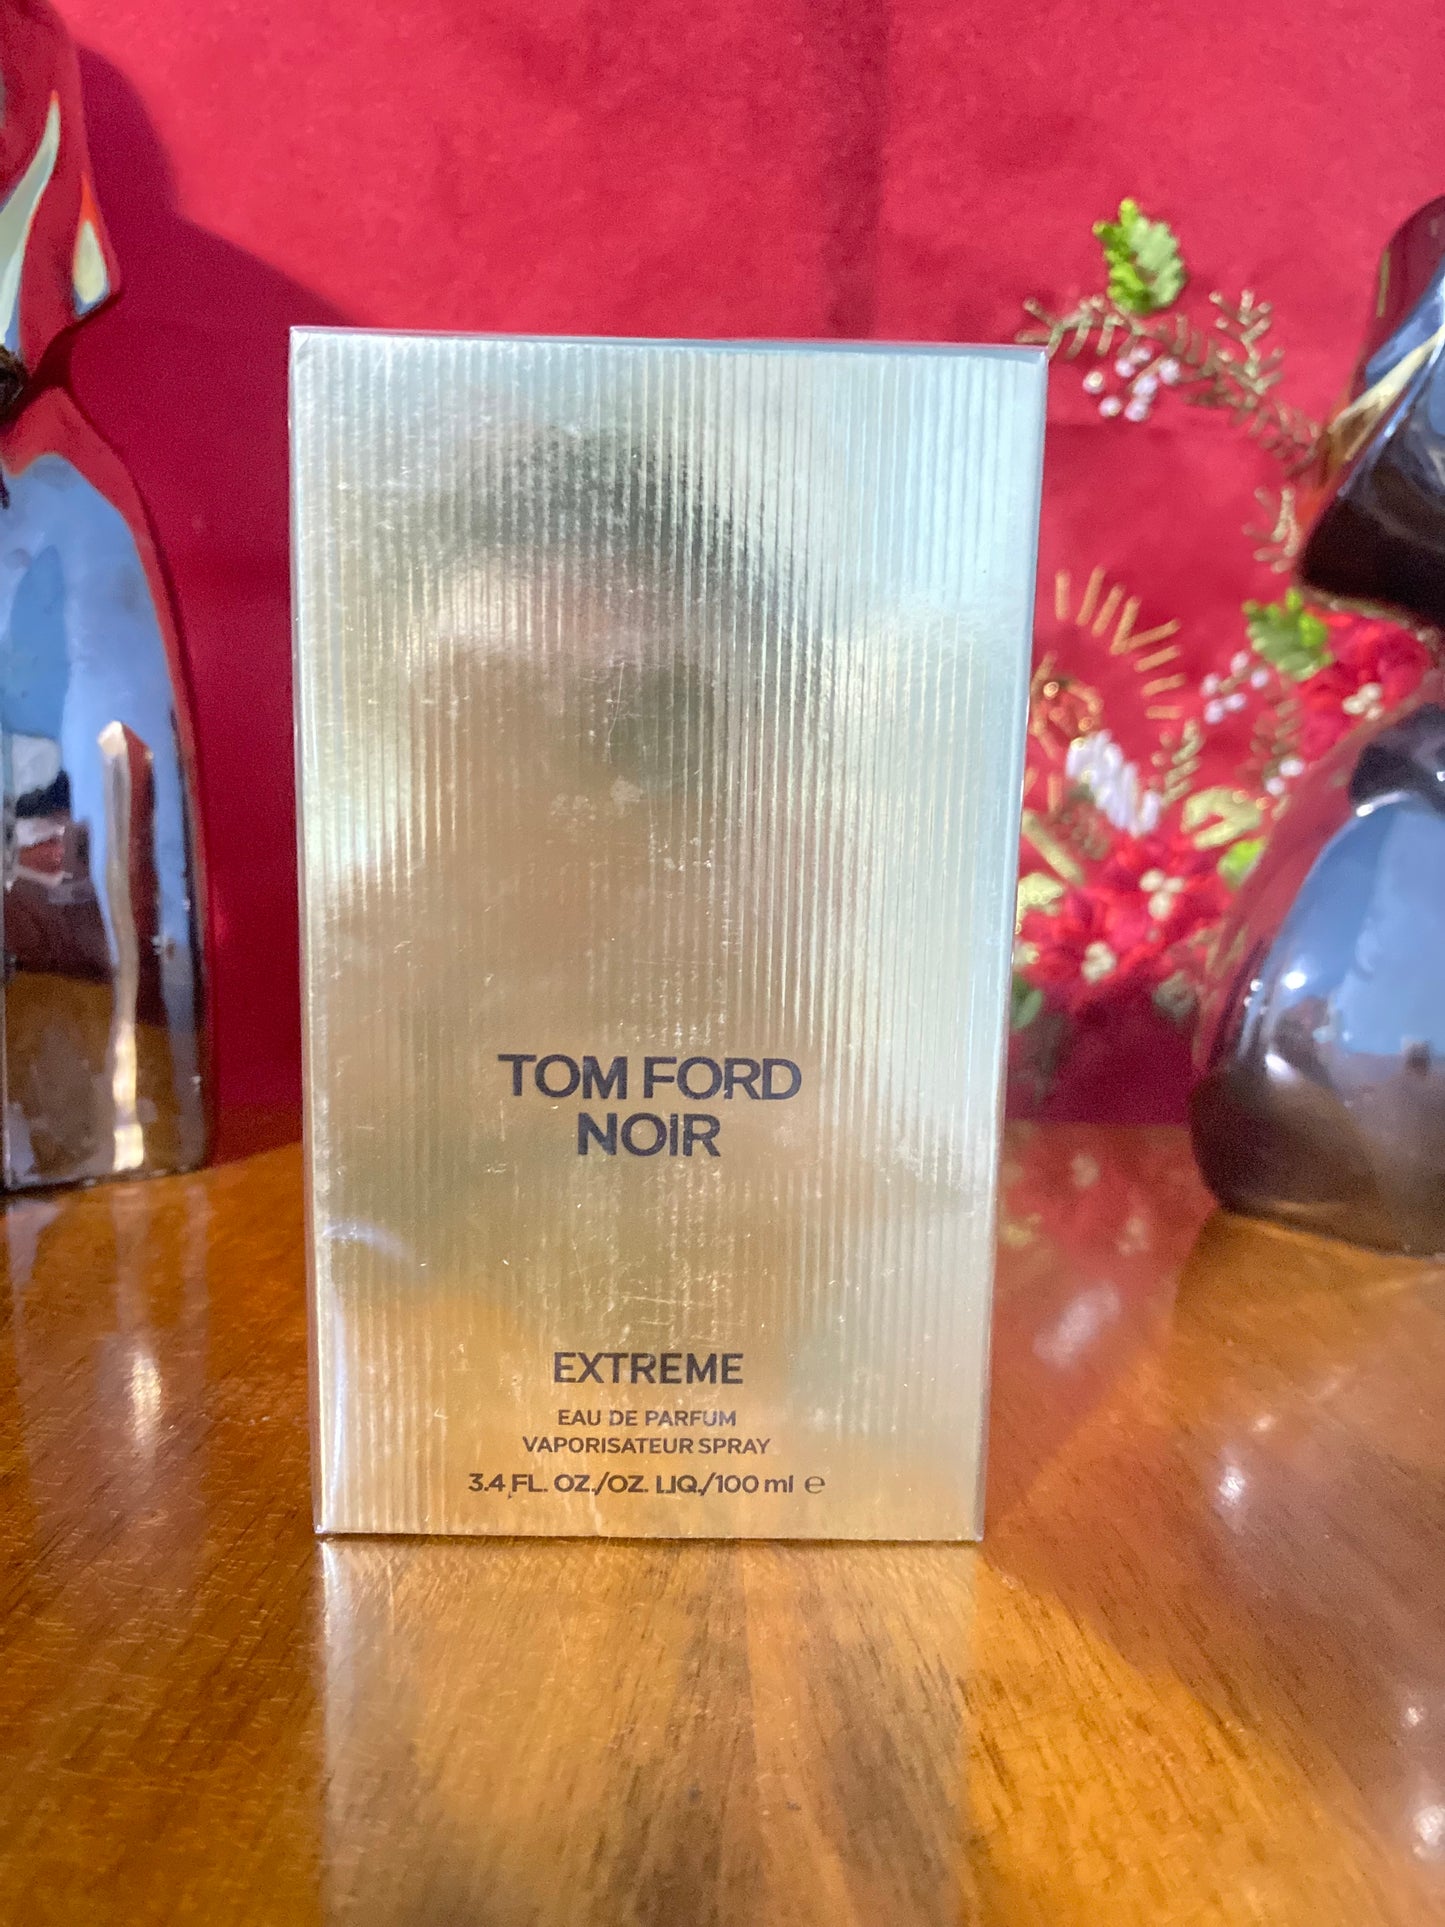 TOM FORD
NOIR
EXTREME
EAU DE PARFUM
VAPORISATEUR SPRAY
3.4 FL. OZ./OZ. LIQ./100 ml ℮